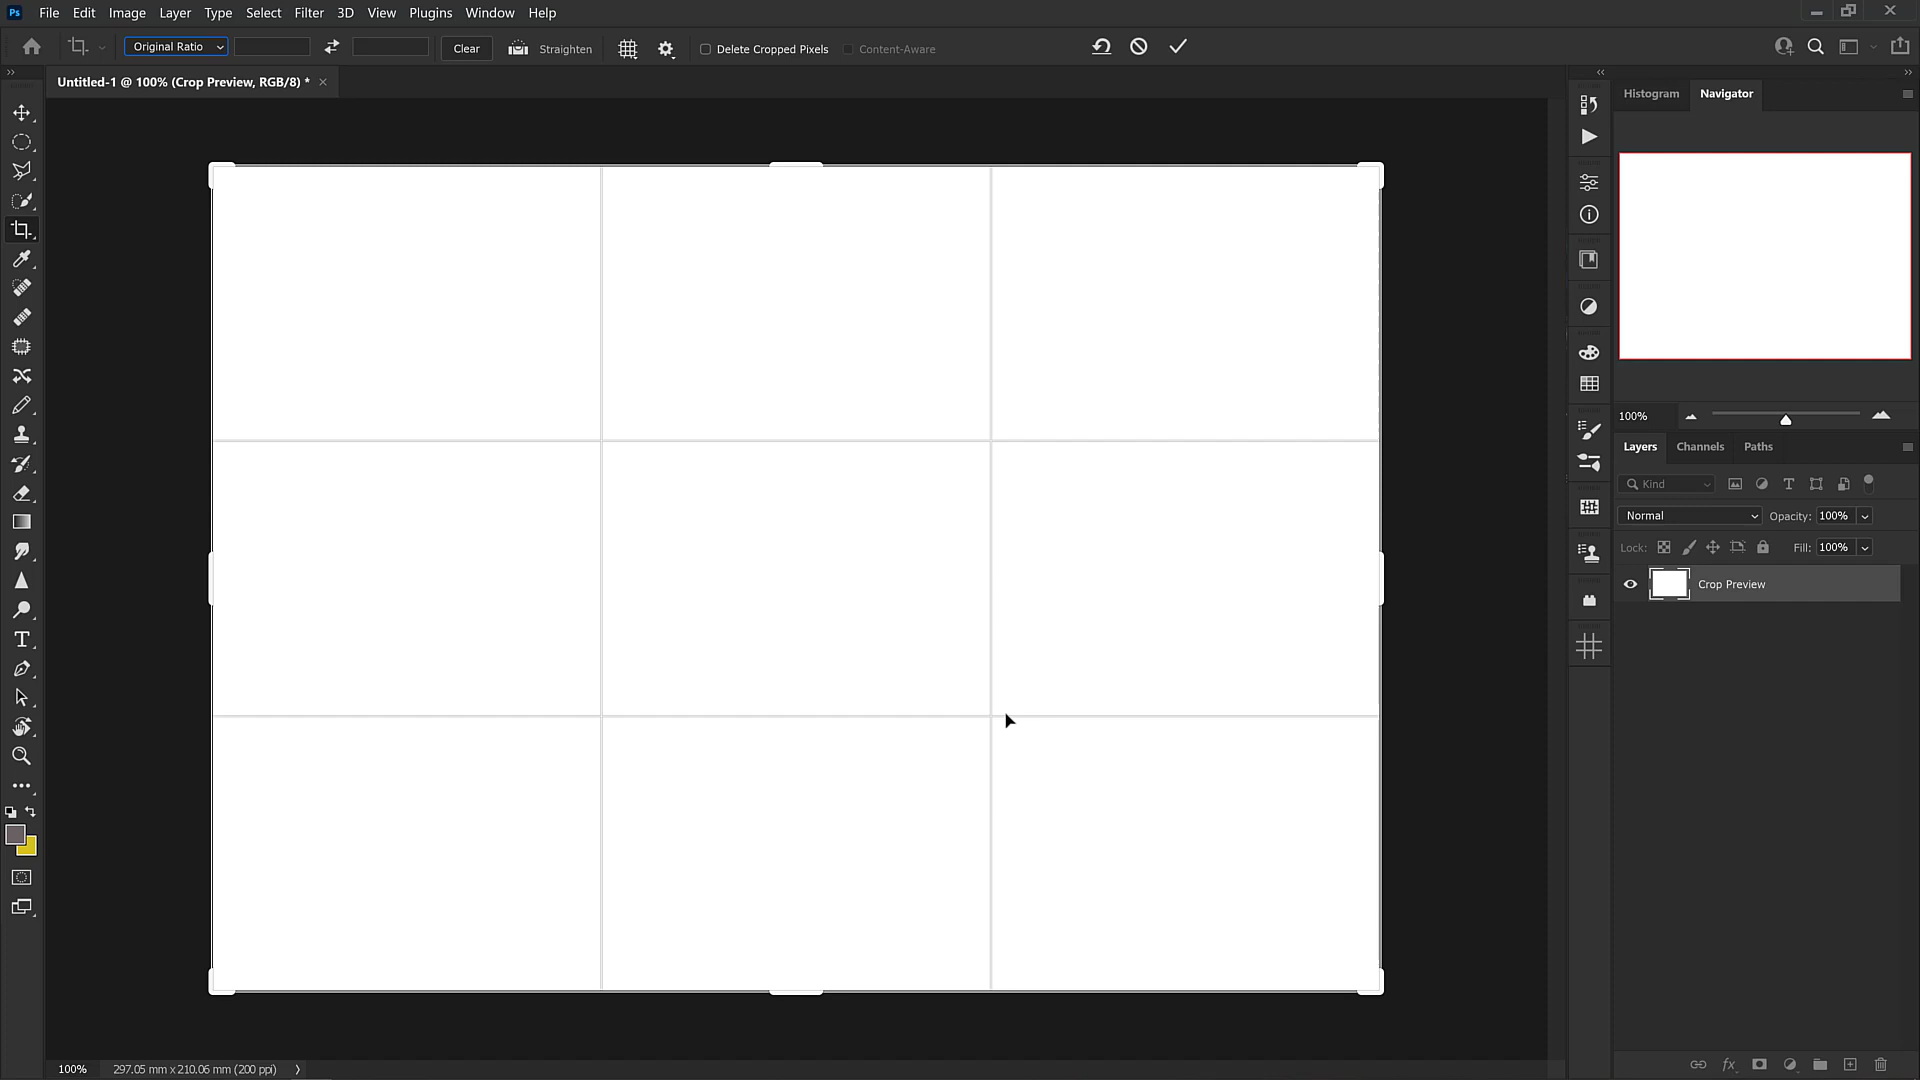 Ps File Edit Image Layer Type Select Filter 3D View Plugins Window Help
Original Ratio Clear Straighten Delete Cropped Pixels Content-Aware
Untitled-1 @ 100% (Crop Preview, RGB/8) *
Histogram Navigator
100%
Layers Channels Paths
Kind
Normal Opacity: 100%
Lock: Fill: 100%
Crop Preview
fx
100% 297.05 mm x 210.06 mm (200 ppi)